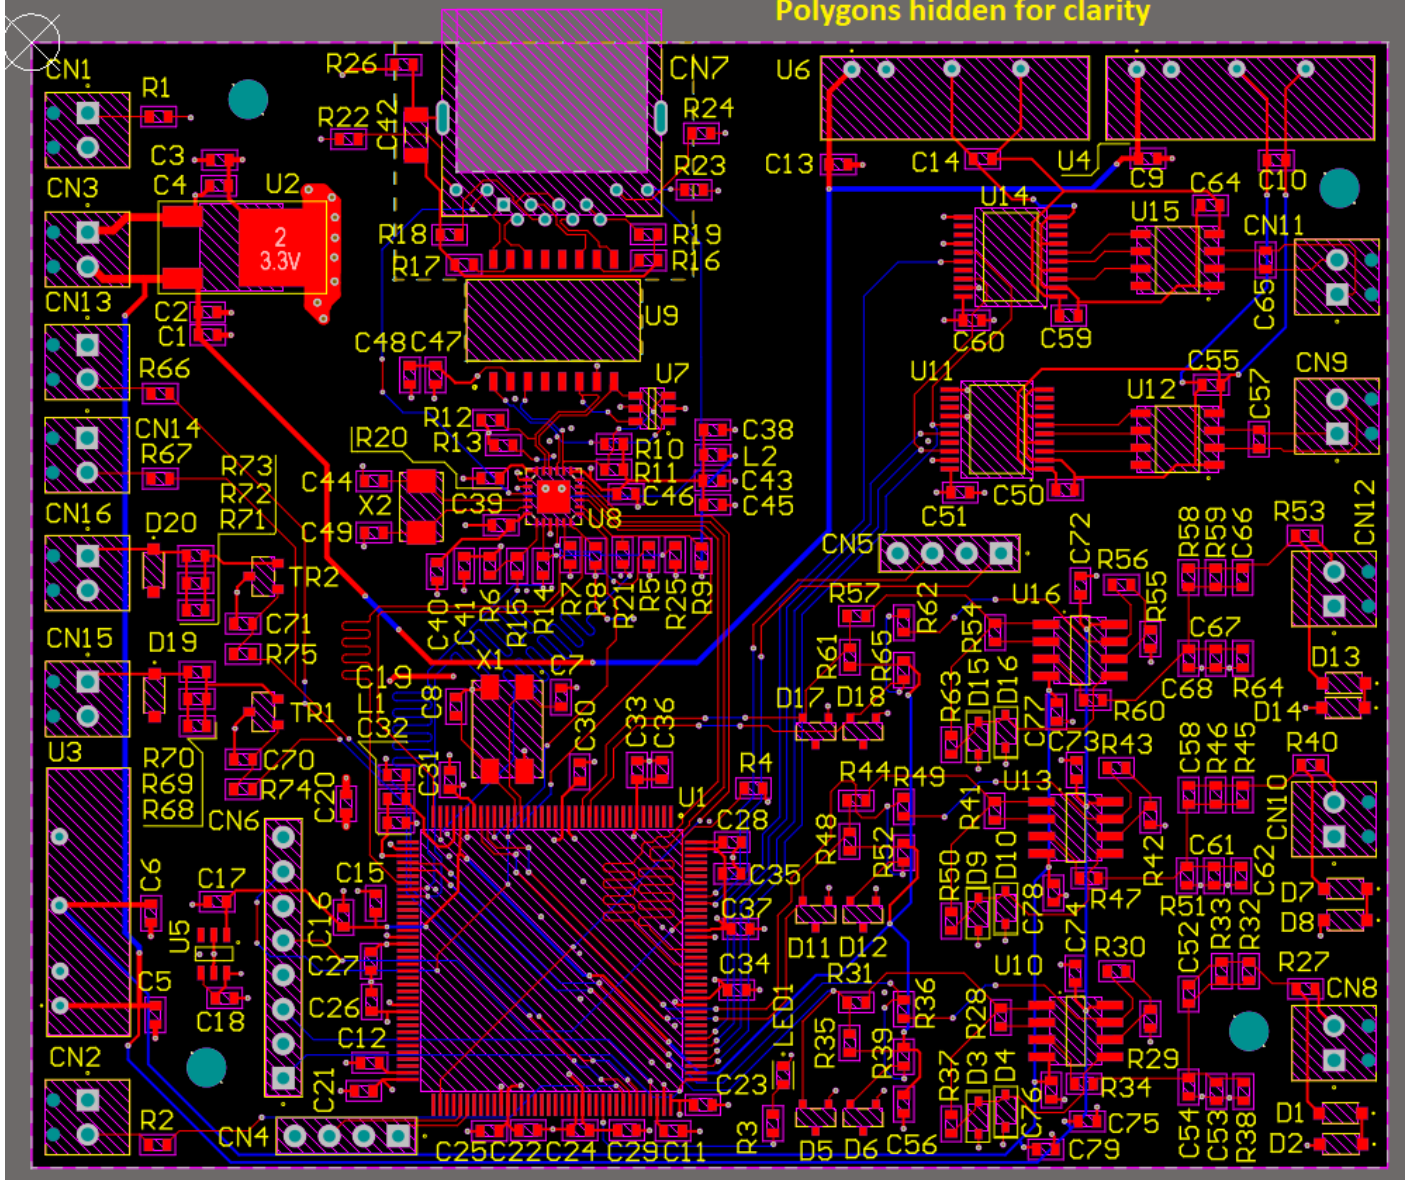 Polygons hidden for clarity
CN1
R1
R26
CN7
U6
R22
C42
R24
C3
C4
U2
CN3
R23
C13
C14
U4
C9
C10
U14
C64
U15
CN11
2
3.3V
R18
R17
R19
R16
CN13
C2
C1
U9
C65
C60
C59
C48
C47
U7
R66
U11
C55
U12
CN9
C57
CN14
R67
R12
R13
R20
R10
R11
C38
L2
C43
C45
C46
R73
R72
R71
C44
X2
C39
U8
C49
C50
C51
CN16
D20
TR2
CN5
C72
R58
R59
C66
R53
CN12
R56
R55
U16
C40
C41
R6
R15
R14
R7
R8
R21
R5
R25
R9
R57
R62
R54
C71
R75
CN15
D19
R61
R65
C67
C68
R64
D13
D14
X1
C7
C19
L1
C32
C8
D17
D18
R63
D15
D16
C77
R60
TR1
U3
R70
R69
R68
C70
R74
C20
C31
C30
C33
C36
R4
C73
R43
C58
R46
R45
R40
CN10
R44
R49
R41
U13
CN6
U1
C28
R48
R52
R42
C6
C17
C15
C16
C35
R50
D9
D10
C78
R47
C61
C62
R51
D7
D8
U5
C37
D11
D12
C74
R33
R32
C27
C34
R31
U10
R30
C52
R27
CN8
C5
C18
C26
LED1
R35
R36
R39
R28
R29
CN2
C12
C21
C23
R37
D3
D4
C76
R34
C75
R2
CN4
C25
C22
C24
C29
C11
R3
D5
D6
C56
C79
C54
C53
R38
D1
D2